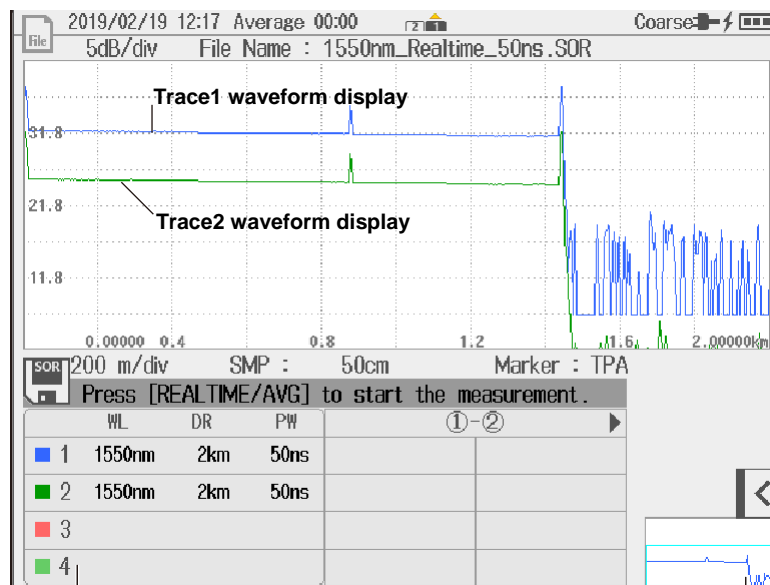 2019/02/19 12:17 Average 00:00 2 1 Coarse
File 5dB/div File Name : 1550nm_Realtime_50ns.SOR
Trace1 waveform display
31.8
21.8
Trace2 waveform display
11.8
0.00000 0.4 0.8 1.2 1.6 2.00000km
SOR 200 m/div SMP : 50cm Marker : TPA
Press [REALTIME/AVG] to start the measurement.
WL DR PW ①-②
1 1550nm 2km 50ns
2 1550nm 2km 50ns
3
4